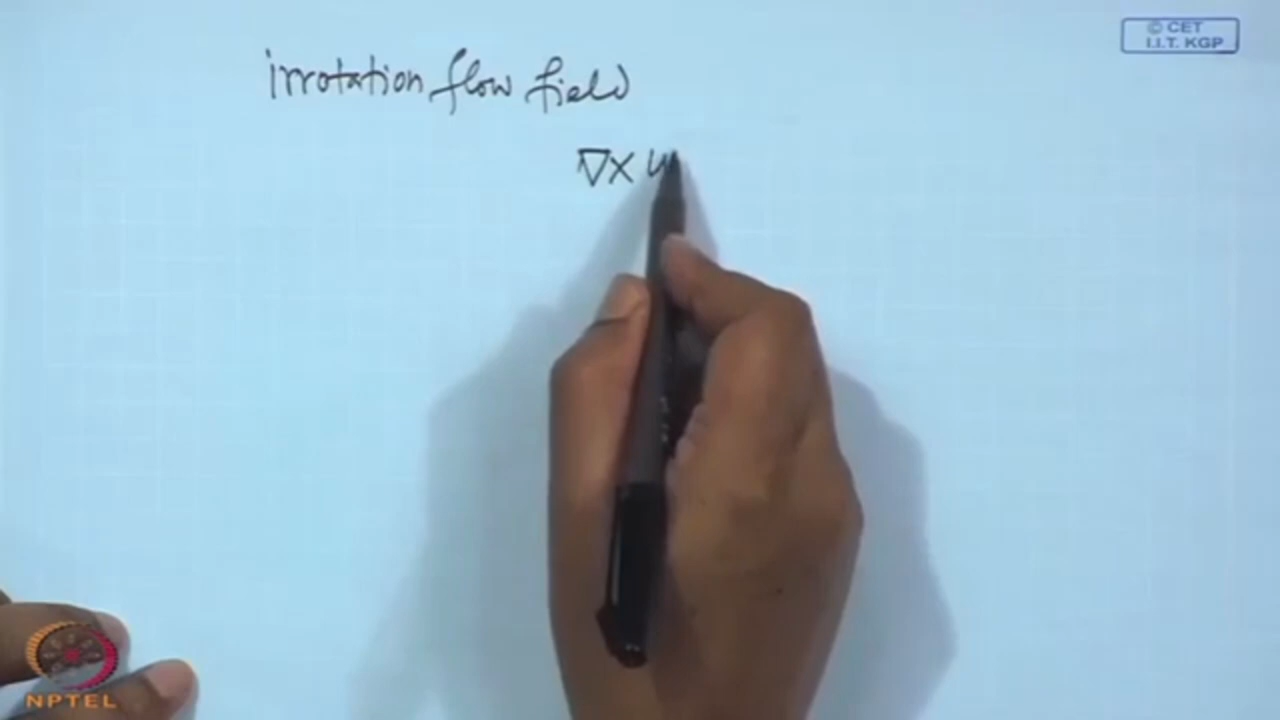 © CET
I.I.T. KGP
irrotation flow field
∇× u
NPTEL